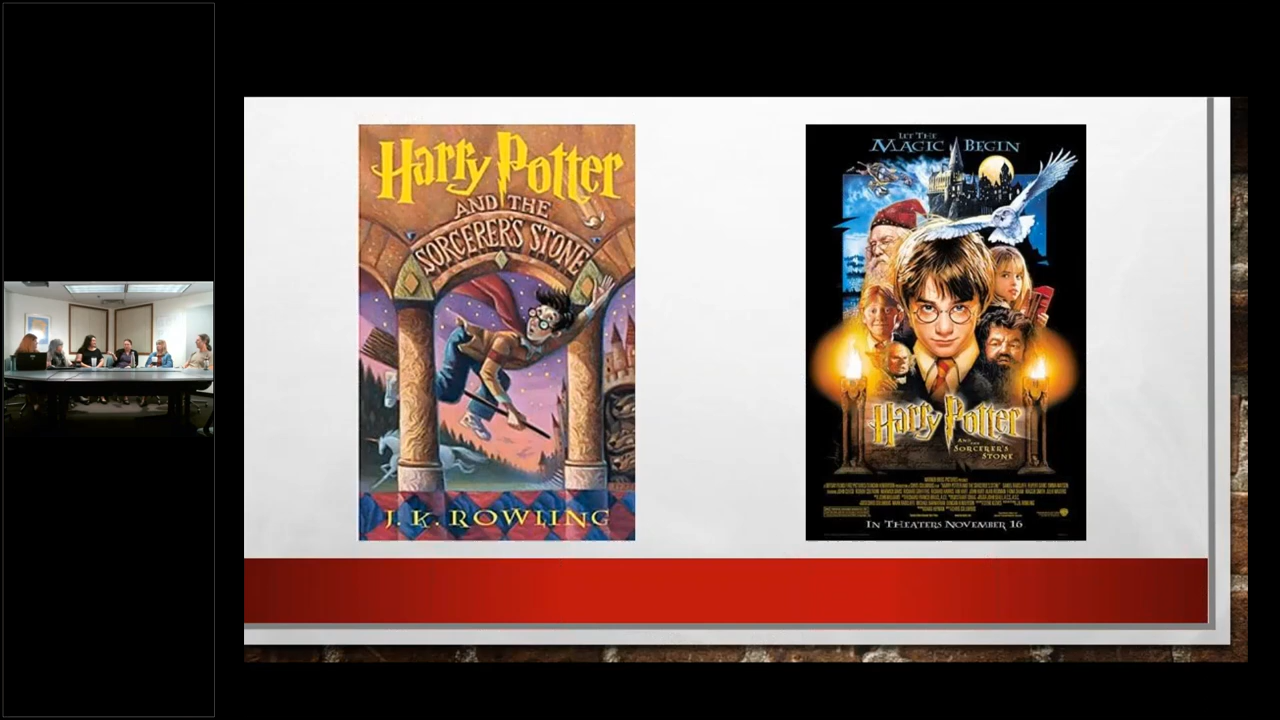 Harry Potter
AND THE
SORCERER'S STONE
J. K. ROWLING
LET THE
MAGIC BEGIN
Harry Potter
AND THE
SORCERER'S
STONE
IN THEATERS NOVEMBER 16